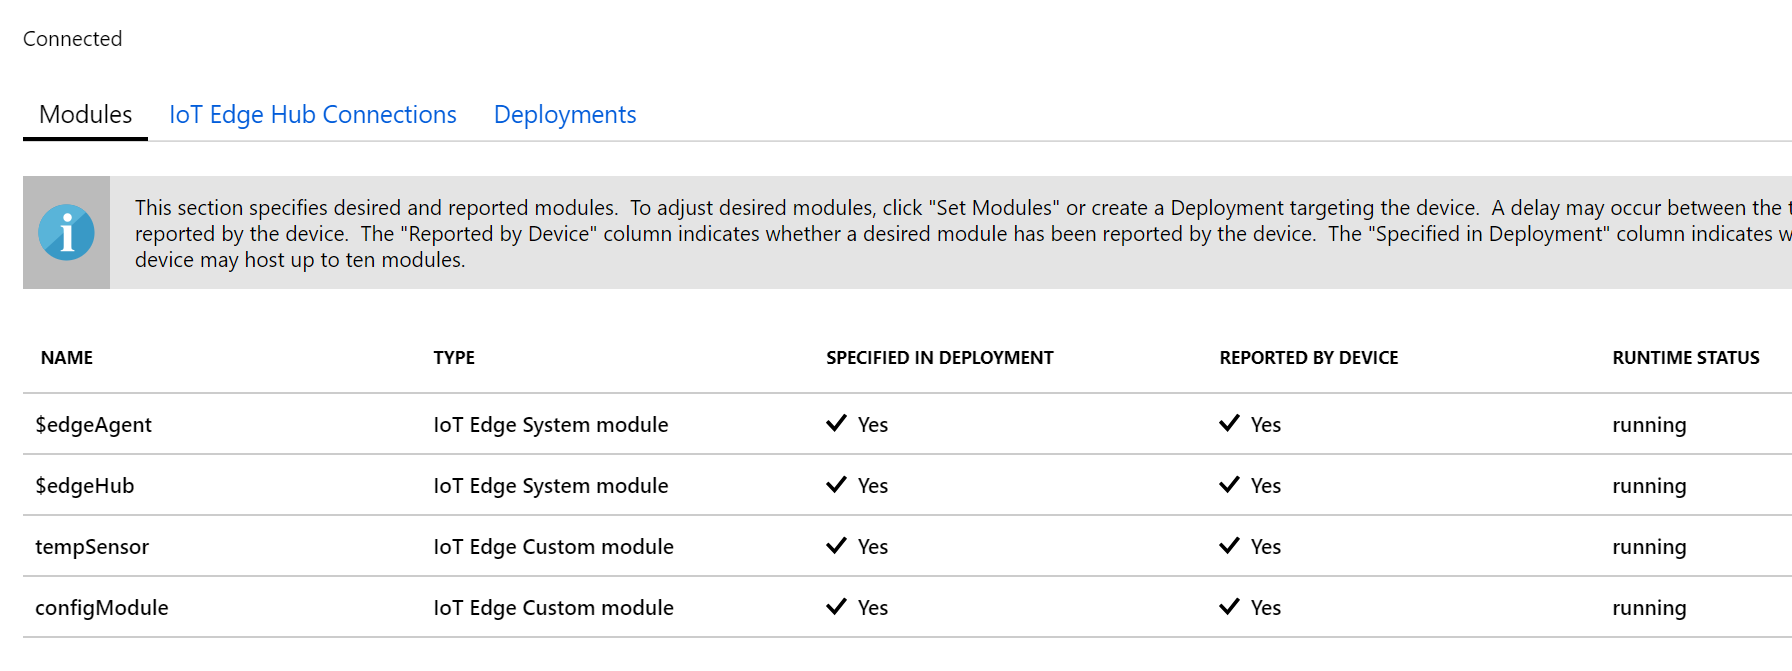 Connected
Modules IoT Edge Hub Connections Deployments
This section specifies desired and reported modules. To adjust desired modules, click "Set Modules" or create a Deployment targeting the device. A delay may occur between the
reported by the device. The "Reported by Device" column indicates whether a desired module has been reported by the device. The "Specified in Deployment" column indicates
device may host up to ten modules.
NAME TYPE SPECIFIED IN DEPLOYMENT REPORTED BY DEVICE RUNTIME STATUS
$edgeAgent IoT Edge System module Yes Yes running
$edgeHub IoT Edge System module Yes Yes running
tempSensor IoT Edge Custom module Yes Yes running
configModule IoT Edge Custom module Yes Yes running